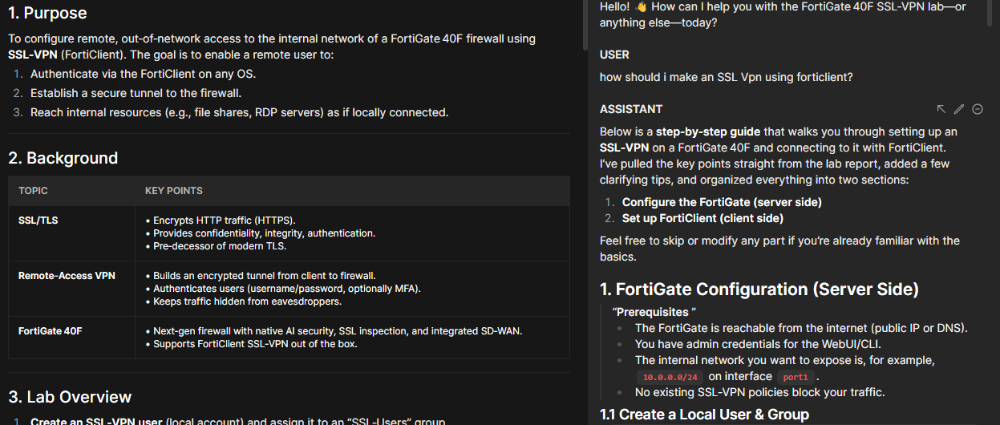 1. Purpose
To configure remote, out‑of‑network access to the internal network of a FortiGate 40F firewall using
SSL‑VPN (FortiClient). The goal is to enable a remote user to:
1. Authenticate via the FortiClient on any OS.
2. Establish a secure tunnel to the firewall.
3. Reach internal resources (e.g., file shares, RDP servers) as if locally connected.
2. Background
TOPIC KEY POINTS
SSL/TLS
• Encrypts HTTP traffic (HTTPS).
• Provides confidentiality, integrity, authentication.
• Pre‑decessor of modern TLS.
Remote‑Access VPN
• Builds an encrypted tunnel from client to firewall.
• Authenticates users (username/password, optionally MFA).
• Keeps traffic hidden from eavesdroppers.
FortiGate 40F
• Next‑gen firewall with native AI security, SSL inspection, and integrated SD‑WAN.
• Supports FortiClient SSL‑VPN out of the box.
3. Lab Overview
1. Create an SSL‑VPN user (local account) and assign it to an “SSL‑Users” group
Hello! 👋 How can I help you with the FortiGate 40F SSL‑VPN lab—or
anything else—today?
USER
how should i make an SSL Vpn using forticlient?
ASSISTANT
Below is a step‑by‑step guide that walks you through setting up an
SSL‑VPN on a FortiGate 40F and connecting to it with FortiClient.
I’ve pulled the key points straight from the lab report, added a few
clarifying tips, and organized everything into two sections:
1. Configure the FortiGate (server side)
2. Set up FortiClient (client side)
Feel free to skip or modify any part if you’re already familiar with the
basics.
1. FortiGate Configuration (Server Side)
“Prerequisites ”
• The FortiGate is reachable from the internet (public IP or DNS).
• You have admin credentials for the WebUI/CLI.
• The internal network you want to expose is, for example,
10.0.0.0/24 on interface port1 .
• No existing SSL‑VPN policies block your traffic.
1.1 Create a Local User & Group